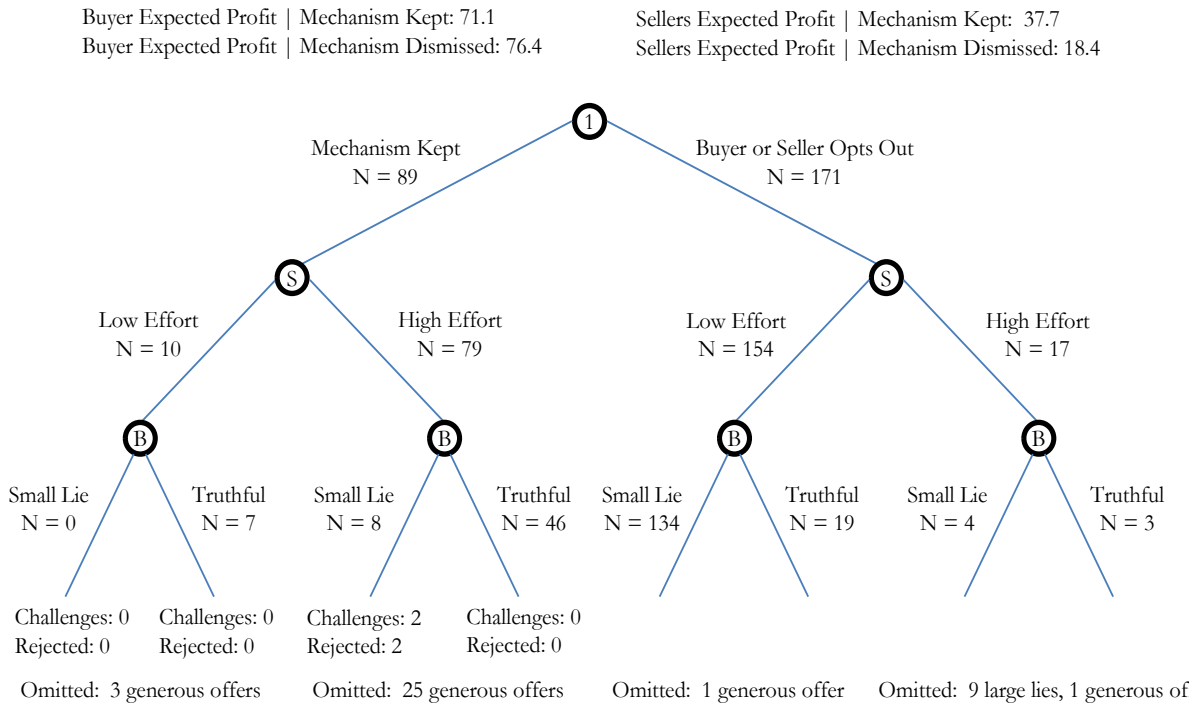 Buyer Expected Profit | Mechanism Kept: 71.1
Buyer Expected Profit | Mechanism Dismissed: 76.4
Sellers Expected Profit | Mechanism Kept: 37.7
Sellers Expected Profit | Mechanism Dismissed: 18.4
1
Mechanism Kept
N = 89
Buyer or Seller Opts Out
N = 171
S
S
Low Effort
N = 10
High Effort
N = 79
Low Effort
N = 154
High Effort
N = 17
B
B
B
B
Small Lie
N = 0
Truthful
N = 7
Small Lie
N = 8
Truthful
N = 46
Small Lie
N = 134
Truthful
N = 19
Small Lie
N = 4
Truthful
N = 3
Challenges: 0
Rejected: 0
Challenges: 0
Rejected: 0
Challenges: 2
Rejected: 2
Challenges: 0
Rejected: 0
Omitted: 3 generous offers
Omitted: 25 generous offers
Omitted: 1 generous offer
Omitted: 9 large lies, 1 generous of